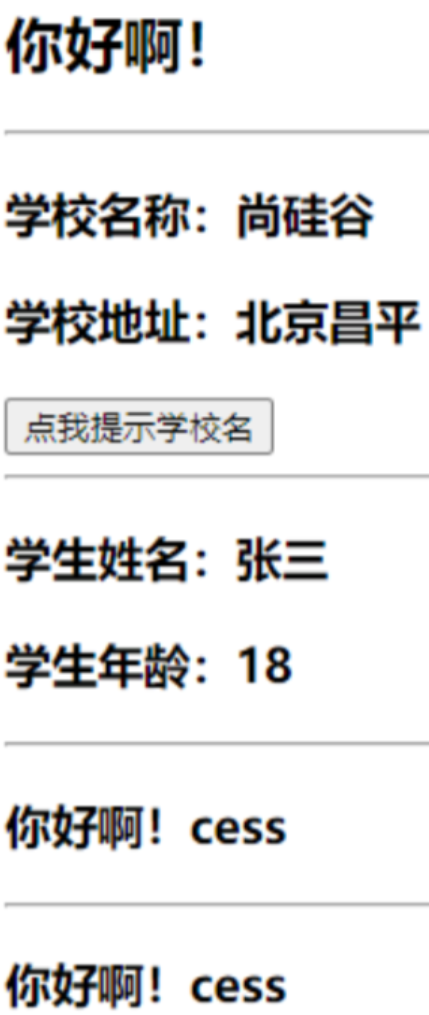 你好啊！
学校名称：尚硅谷
学校地址：北京昌平
点我提示学校名
学生姓名：张三
学生年龄：18
你好啊！cess
你好啊！cess